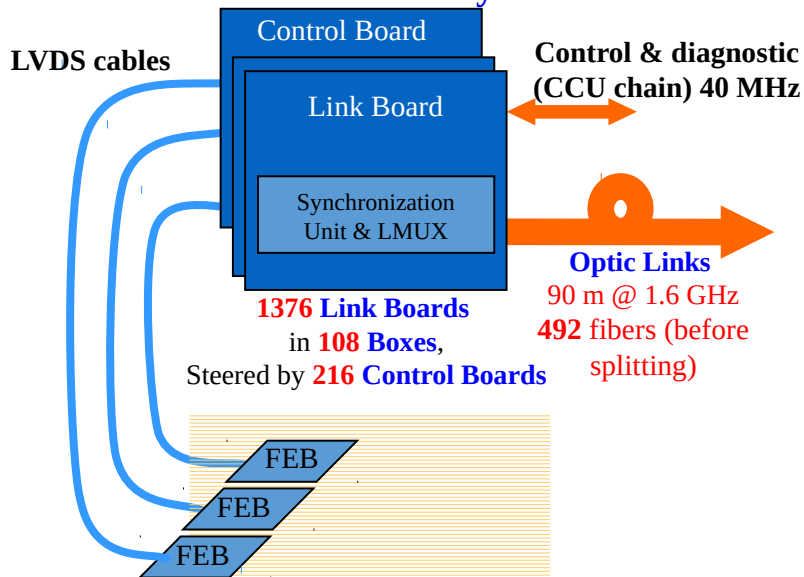 Control Board
LVDS cables
Control & diagnostic
(CCU chain) 40 MHz
Link Board
Synchronization
Unit & LMUX
Optic Links
90 m @ 1.6 GHz
492 fibers (before
splitting)
1376 Link Boards
in 108 Boxes,
Steered by 216 Control Boards
FEB
FEB
FEB